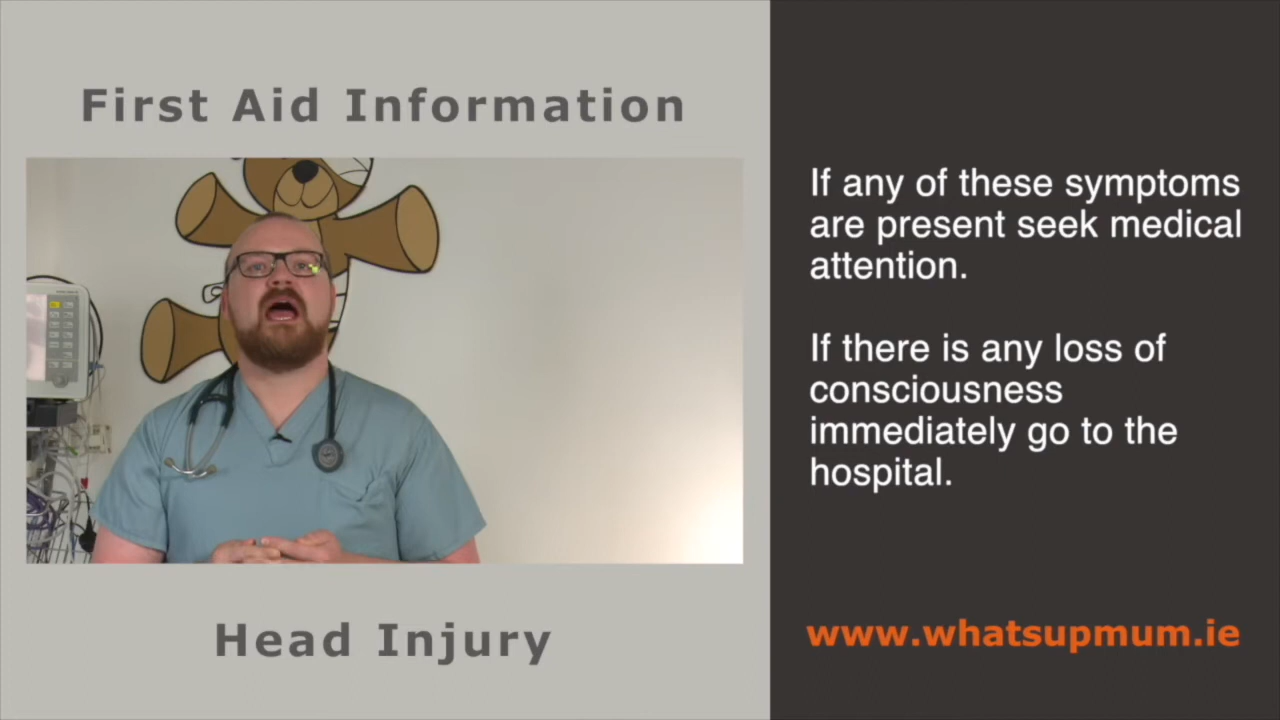 First Aid Information
If any of these symptoms
are present seek medical
attention.
If there is any loss of
consciousness
immediately go to the
hospital.
Head Injury
www.whatsupmum.ie